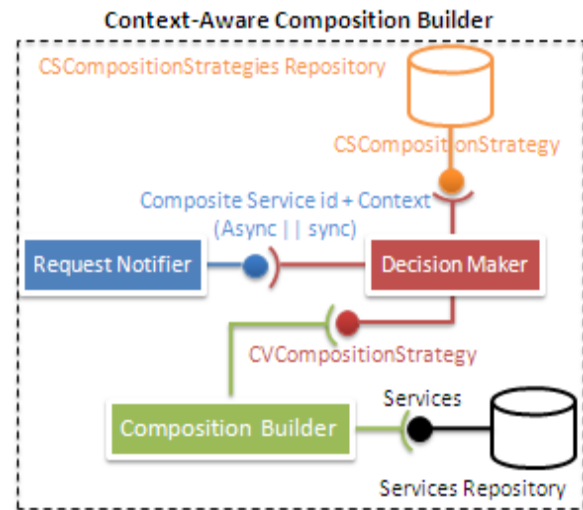 Context-Aware Composition Builder
CSCompositionStrategies Repository
CSCompositionStrategy
Composite Service id + Context
(Async || sync)
Request Notifier
Decision Maker
CVCompositionStrategy
Services
Composition Builder
Services Repository